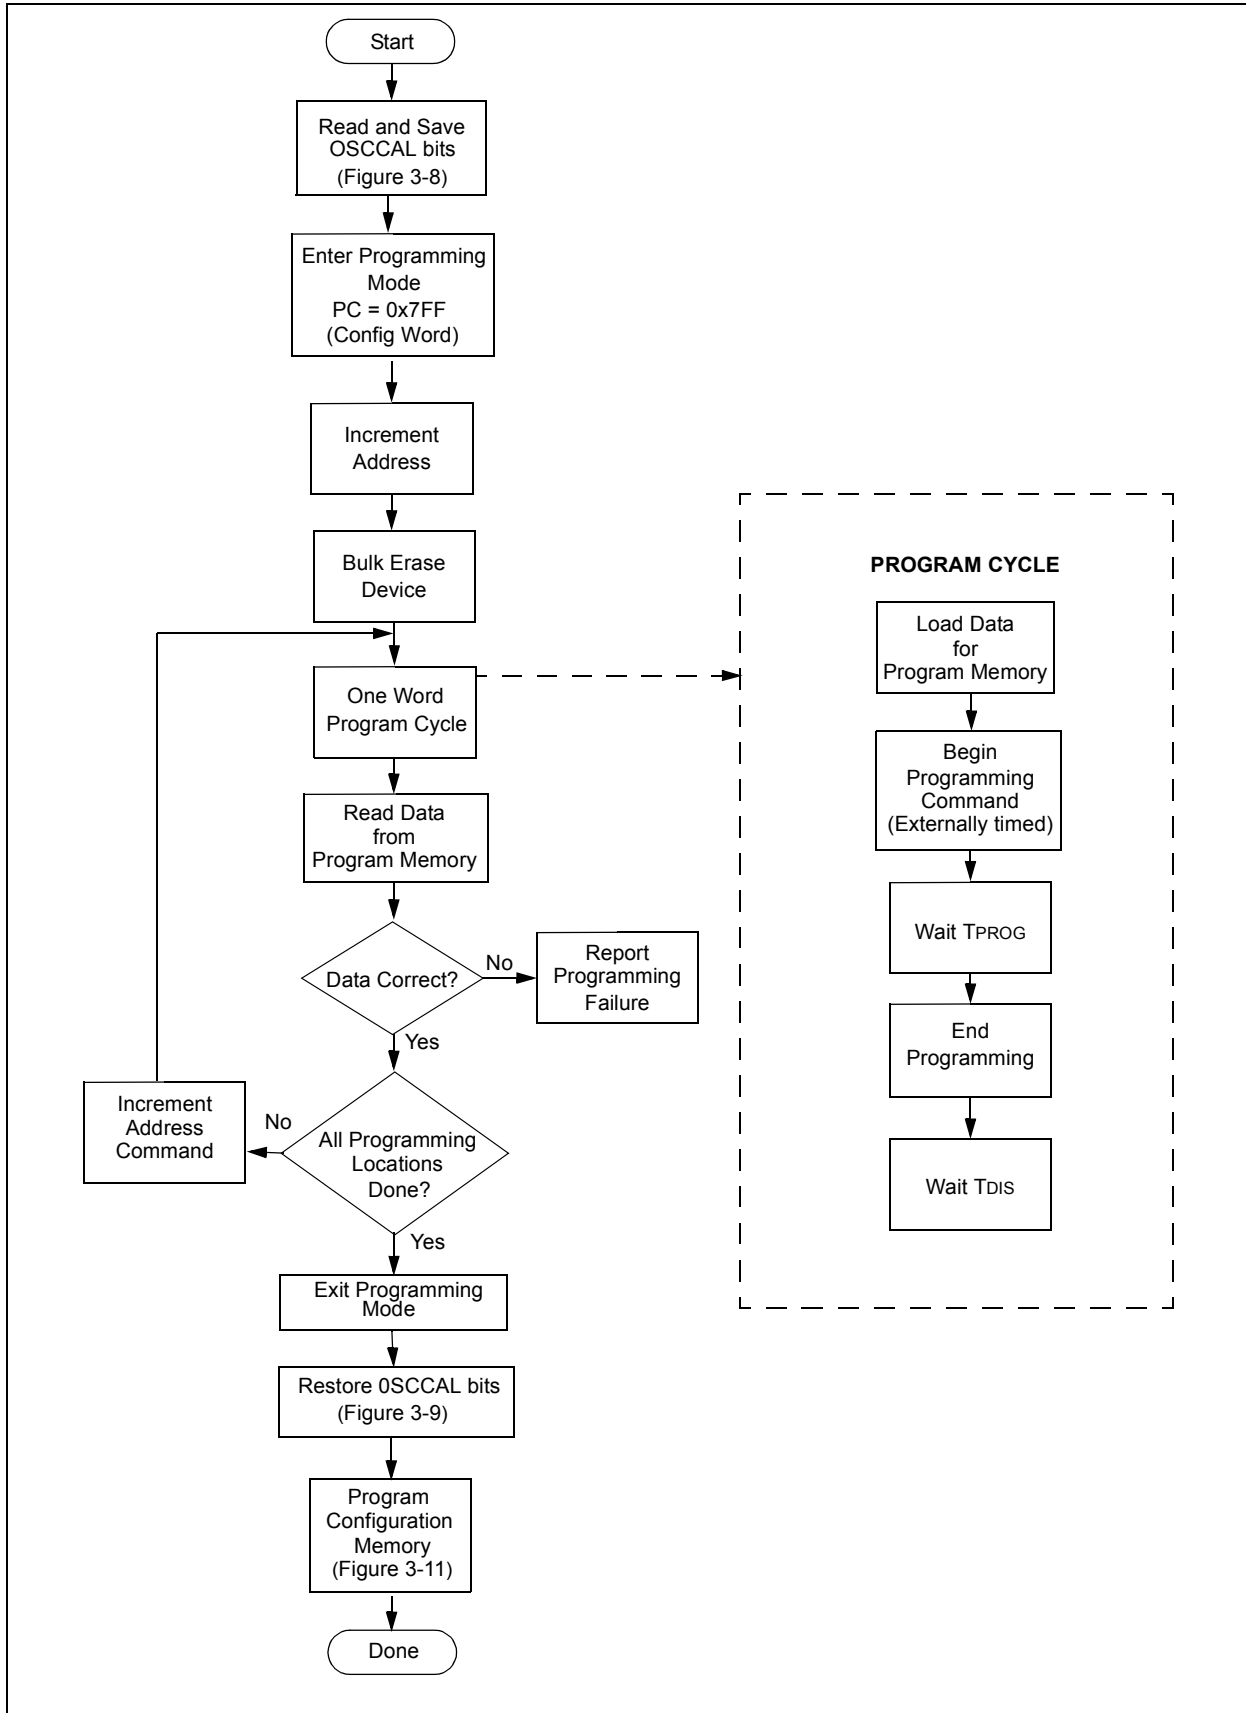 Start
Read and Save
OSCCAL bits
(Figure 3-8)
Enter Programming
Mode
PC = 0x7FF
(Config Word)
Increment
Address
Bulk Erase
Device
One Word
Program Cycle
Read Data
from
Program Memory
Data Correct?
No
Report
Programming
Failure
Yes
Increment
Address
Command
No
All Programming
Locations
Done?
Yes
Exit Programming
Mode
Restore 0SCCAL bits
(Figure 3-9)
Program
Configuration
Memory
(Figure 3-11)
Done
PROGRAM CYCLE
Load Data
for
Program Memory
Begin
Programming
Command
(Externally timed)
Wait TPROG
End
Programming
Wait TDIS